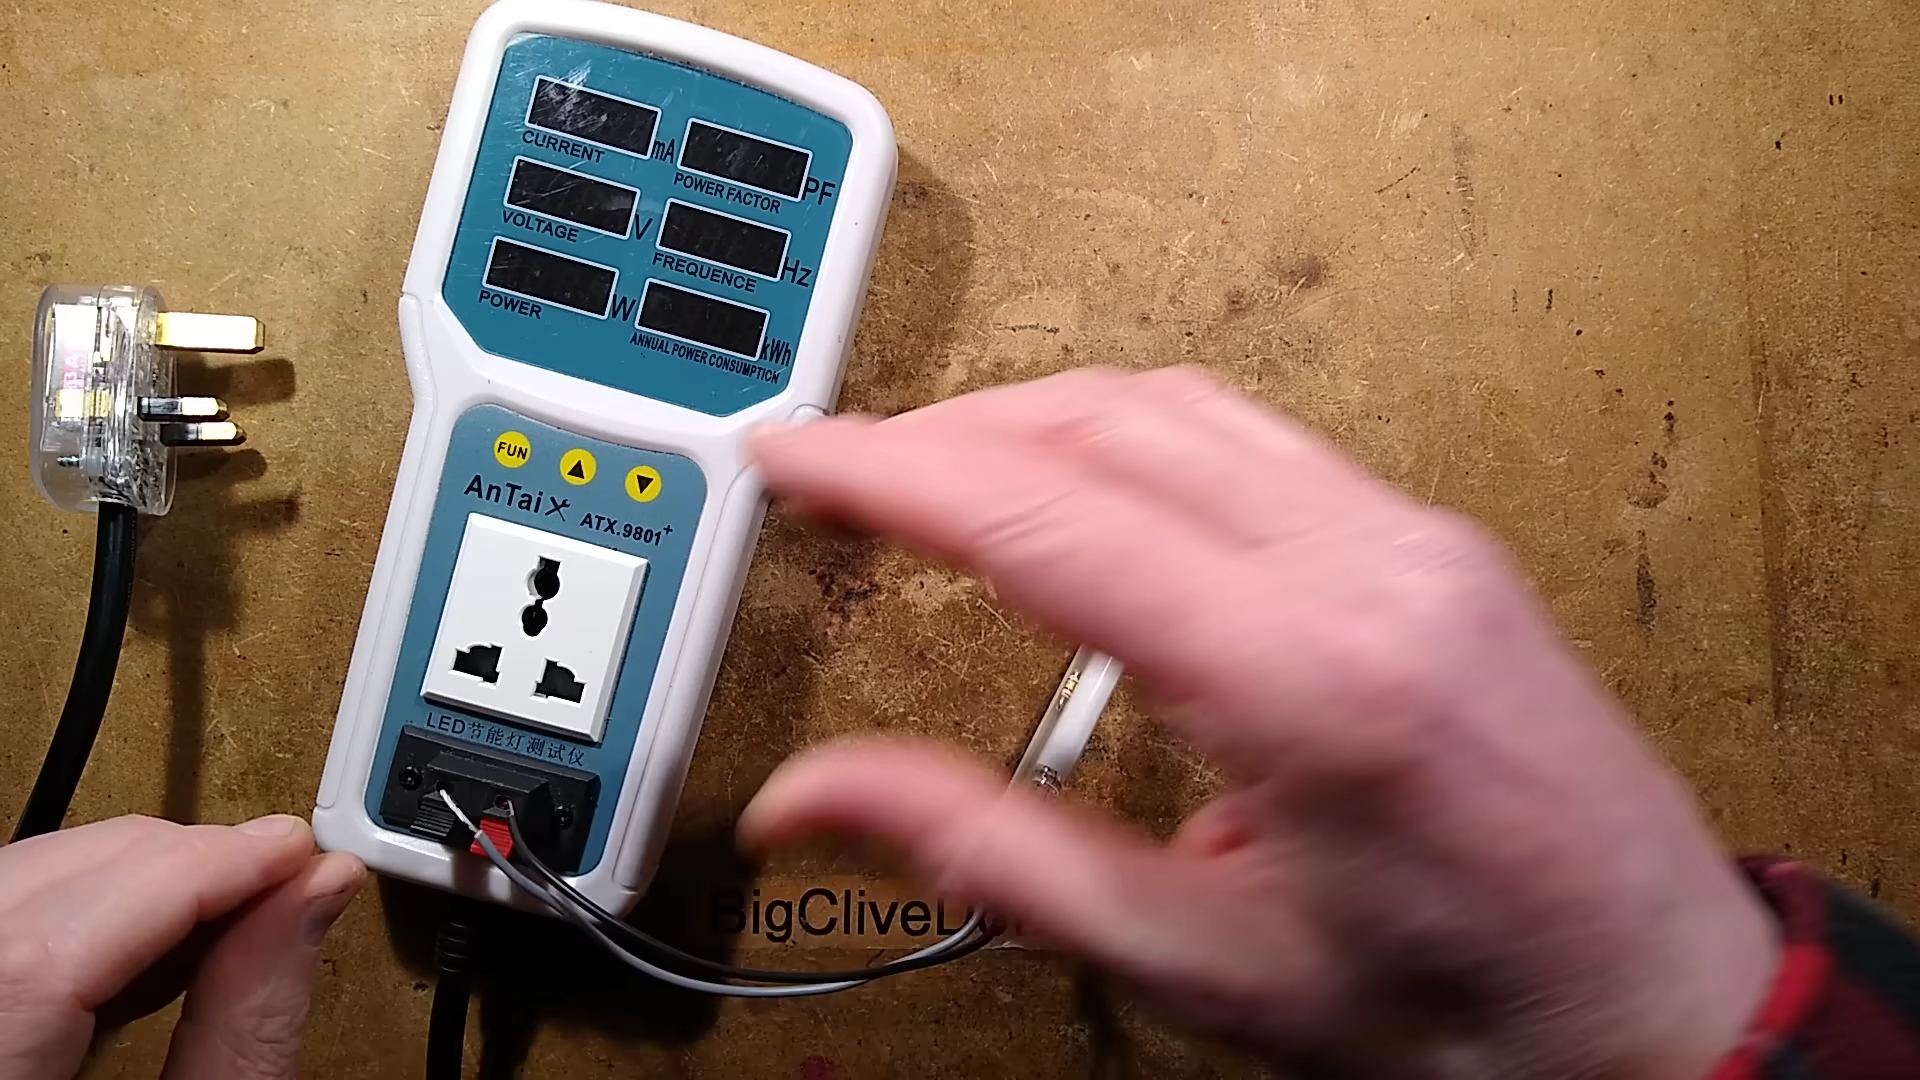 CURRENT
mA
POWER FACTOR
PF
VOLTAGE
V
FREQUENCE
Hz
POWER
W
ANNUAL POWER CONSUMPTION
kWh
FUN
▲
▼
AnTai
ATX.9801+
LED节能灯测试仪
BigCliveD